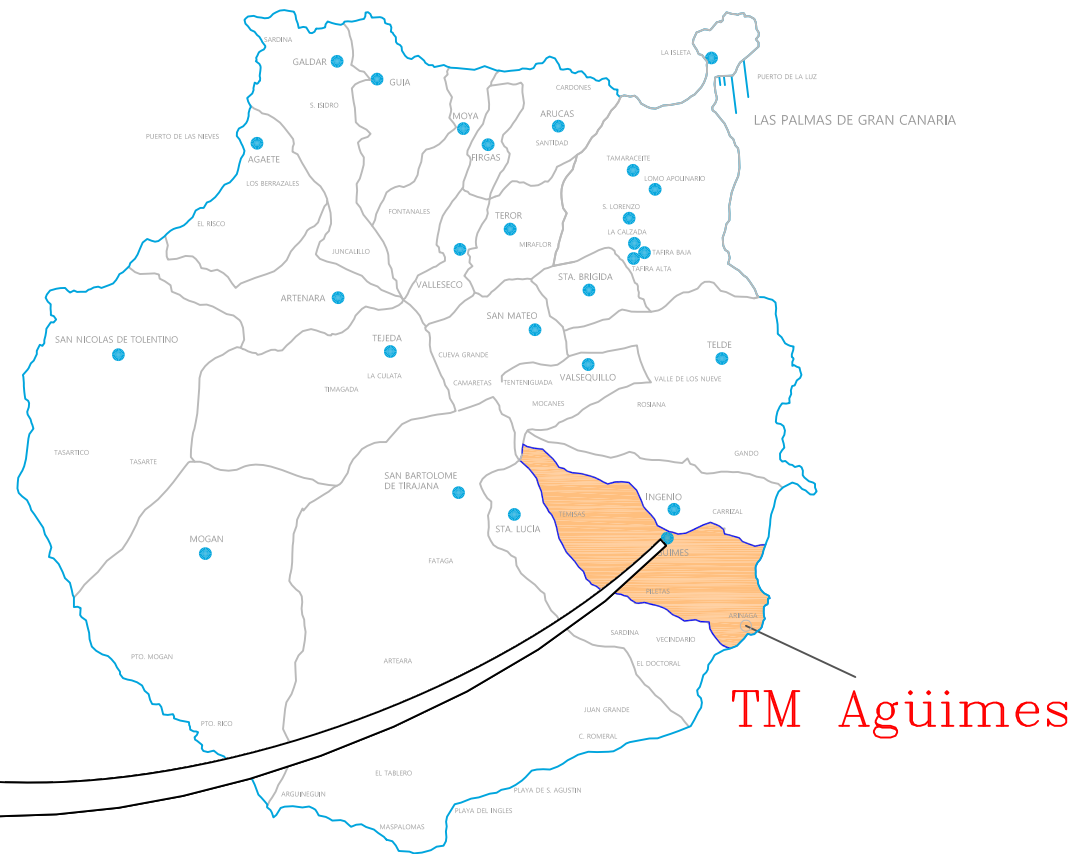 SARDINA
GALDAR
GUIA
CARDONES
LA ISLETA
PUERTO DE LA LUZ
S. ISIDRO
MOYA
ARUCAS
LAS PALMAS DE GRAN CANARIA
PUERTO DE LAS NIEVES
SANTIDAD
AGAETE
FIRGAS
TAMARACEITE
LOMO APOLINARIO
LOS BERRAZALES
FONTANALES
S. LORENZO
EL RISCO
TEROR
LA CALZADA
JUNCALILLO
MIRAFLOR
TAFIRA BAJA
TAFIRA ALTA
VALLESECO
STA. BRIGIDA
ARTENARA
SAN MATEO
SAN NICOLAS DE TOLENTINO
TEJEDA
TELDE
CUEVA GRANDE
LA CULATA
TIMAGADA
CAMARETAS
TENTENIGUADA
VALSEQUILLO
VALLE DE LOS NUEVE
MOCANES
ROSIANA
TASARTICO
TASARTE
GANDO
SAN BARTOLOME
DE TIRAJANA
INGENIO
CARRIZAL
TEMISAS
STA. LUCÍA
MOGAN
FATAGA
ÜIMES
PILETAS
ARINAGA
SARDINA
VECINDARIO
PTO. MOGAN
ARTEARA
EL DOCTORAL
JUAN GRANDE
TM Agüimes
PTO. RICO
C. ROMERAL
EL TABLERO
ARGUINEGUIN
PLAYA DE S. AGUSTIN
PLAYA DEL INGLES
MASPALOMAS